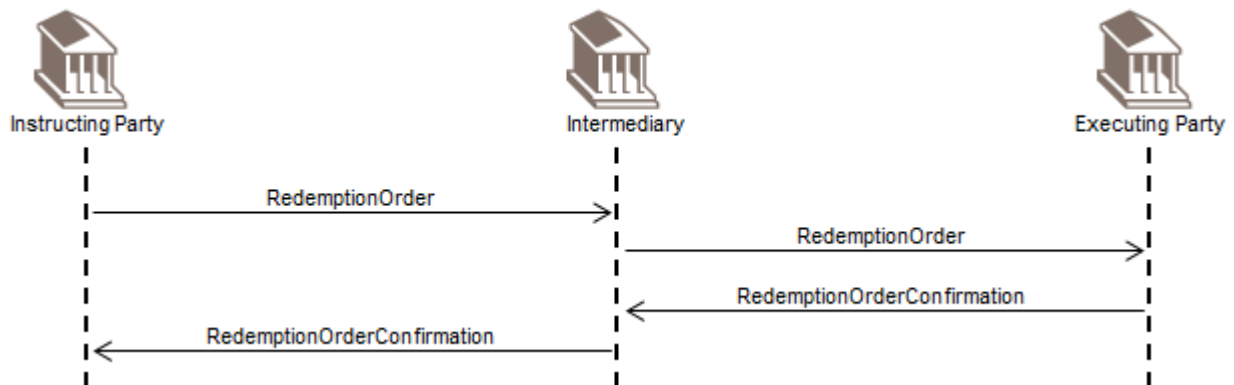 Instructing Party
Intermediary
Executing Party
RedemptionOrder
RedemptionOrder
RedemptionOrderConfirmation
RedemptionOrderConfirmation